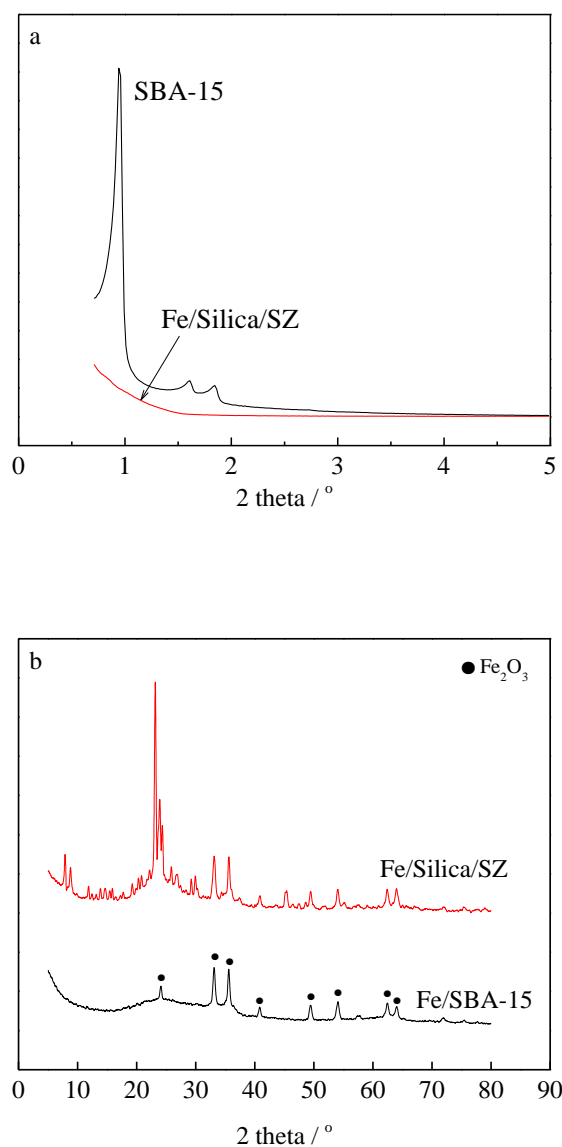 a
SBA-15
Fe/Silica/SZ
0 1 2 3 4 5
2 theta / °
b
● Fe₂O₃
Fe/Silica/SZ
Fe/SBA-15
0 10 20 30 40 50 60 70 80 90
2 theta / °